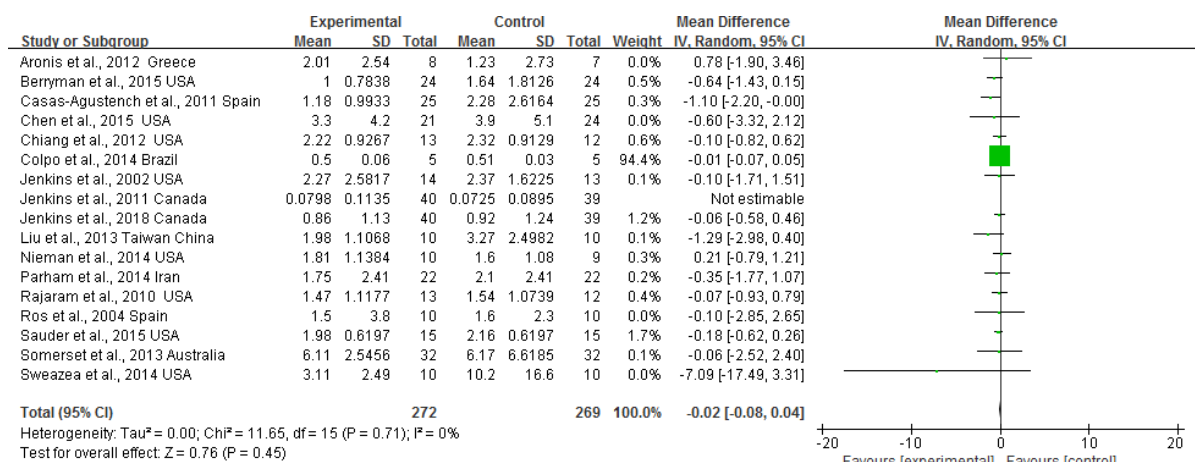 Experimental Control Mean Difference Mean Difference
Study or Subgroup Mean SD Total Mean SD Total Weight IV, Random, 95% CI IV, Random, 95% CI
Aronis et al., 2012 Greece 2.01 2.54 8 1.23 2.73 7 0.0% 0.78 [-1.90, 3.46]
Berryman et al., 2015 USA 1 0.7838 24 1.64 1.8126 24 0.5% -0.64 [-1.43, 0.15]
Casas-Agustench et al., 2011 Spain 1.18 0.9933 25 2.28 2.6164 25 0.3% -1.10 [-2.20, -0.00]
Chen et al., 2015 USA 3.3 4.2 21 3.9 5.1 24 0.0% -0.60 [-3.32, 2.12]
Chiang et al., 2012 USA 2.22 0.9267 13 2.32 0.9129 12 0.6% -0.10 [-0.82, 0.62]
Colpo et al., 2014 Brazil 0.5 0.06 5 0.51 0.03 5 94.4% -0.01 [-0.07, 0.05]
Jenkins et al., 2002 USA 2.27 2.5817 14 2.37 1.6225 13 0.1% -0.10 [-1.71, 1.51]
Jenkins et al., 2011 Canada 0.0798 0.1135 40 0.0725 0.0895 39 Not estimable
Jenkins et al., 2018 Canada 0.86 1.13 40 0.92 1.24 39 1.2% -0.06 [-0.58, 0.46]
Liu et al., 2013 Taiwan China 1.98 1.1068 10 3.27 2.4982 10 0.1% -1.29 [-2.98, 0.40]
Nieman et al., 2014 USA 1.81 1.1384 10 1.6 1.08 9 0.3% 0.21 [-0.79, 1.21]
Parham et al., 2014 Iran 1.75 2.41 22 2.1 2.41 22 0.2% -0.35 [-1.77, 1.07]
Rajaram et al., 2010 USA 1.47 1.1177 13 1.54 1.0739 12 0.4% -0.07 [-0.93, 0.79]
Ros et al., 2004 Spain 1.5 3.8 10 1.6 2.3 10 0.0% -0.10 [-2.85, 2.65]
Sauder et al., 2015 USA 1.98 0.6197 15 2.16 0.6197 15 1.7% -0.18 [-0.62, 0.26]
Somerset et al., 2013 Australia 6.11 2.5456 32 6.17 6.6185 32 0.1% -0.06 [-2.52, 2.40]
Sweazea et al., 2014 USA 3.11 2.49 10 10.2 16.6 10 0.0% -7.09 [-17.49, 3.31]
Total (95% CI) 272 269 100.0% -0.02 [-0.08, 0.04]
Heterogeneity: Tau² = 0.00; Chi² = 11.65, df = 15 (P = 0.71); I² = 0%
Test for overall effect: Z = 0.76 (P = 0.45)
-20 -10 0 10 20
Favours [experimental] Favours [control]